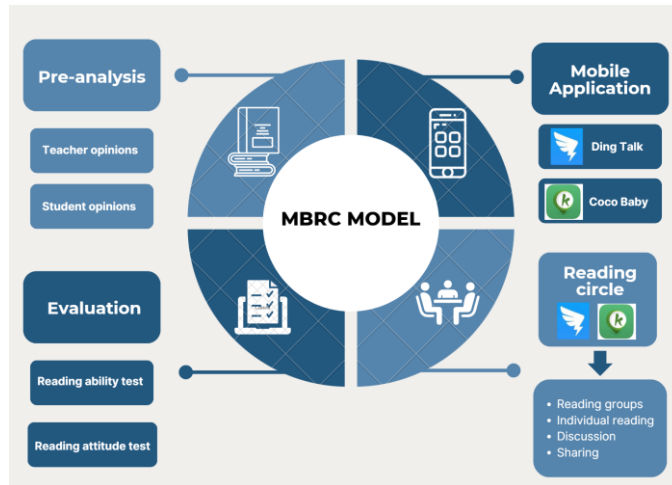 Pre-analysis
Teacher opinions
Student opinions
Evaluation
Reading ability test
Reading attitude test
MBRC MODEL
Mobile
Application
Ding Talk
k
Coco Baby
Reading
circle
k
• Reading groups
• Individual reading
• Discussion
• Sharing